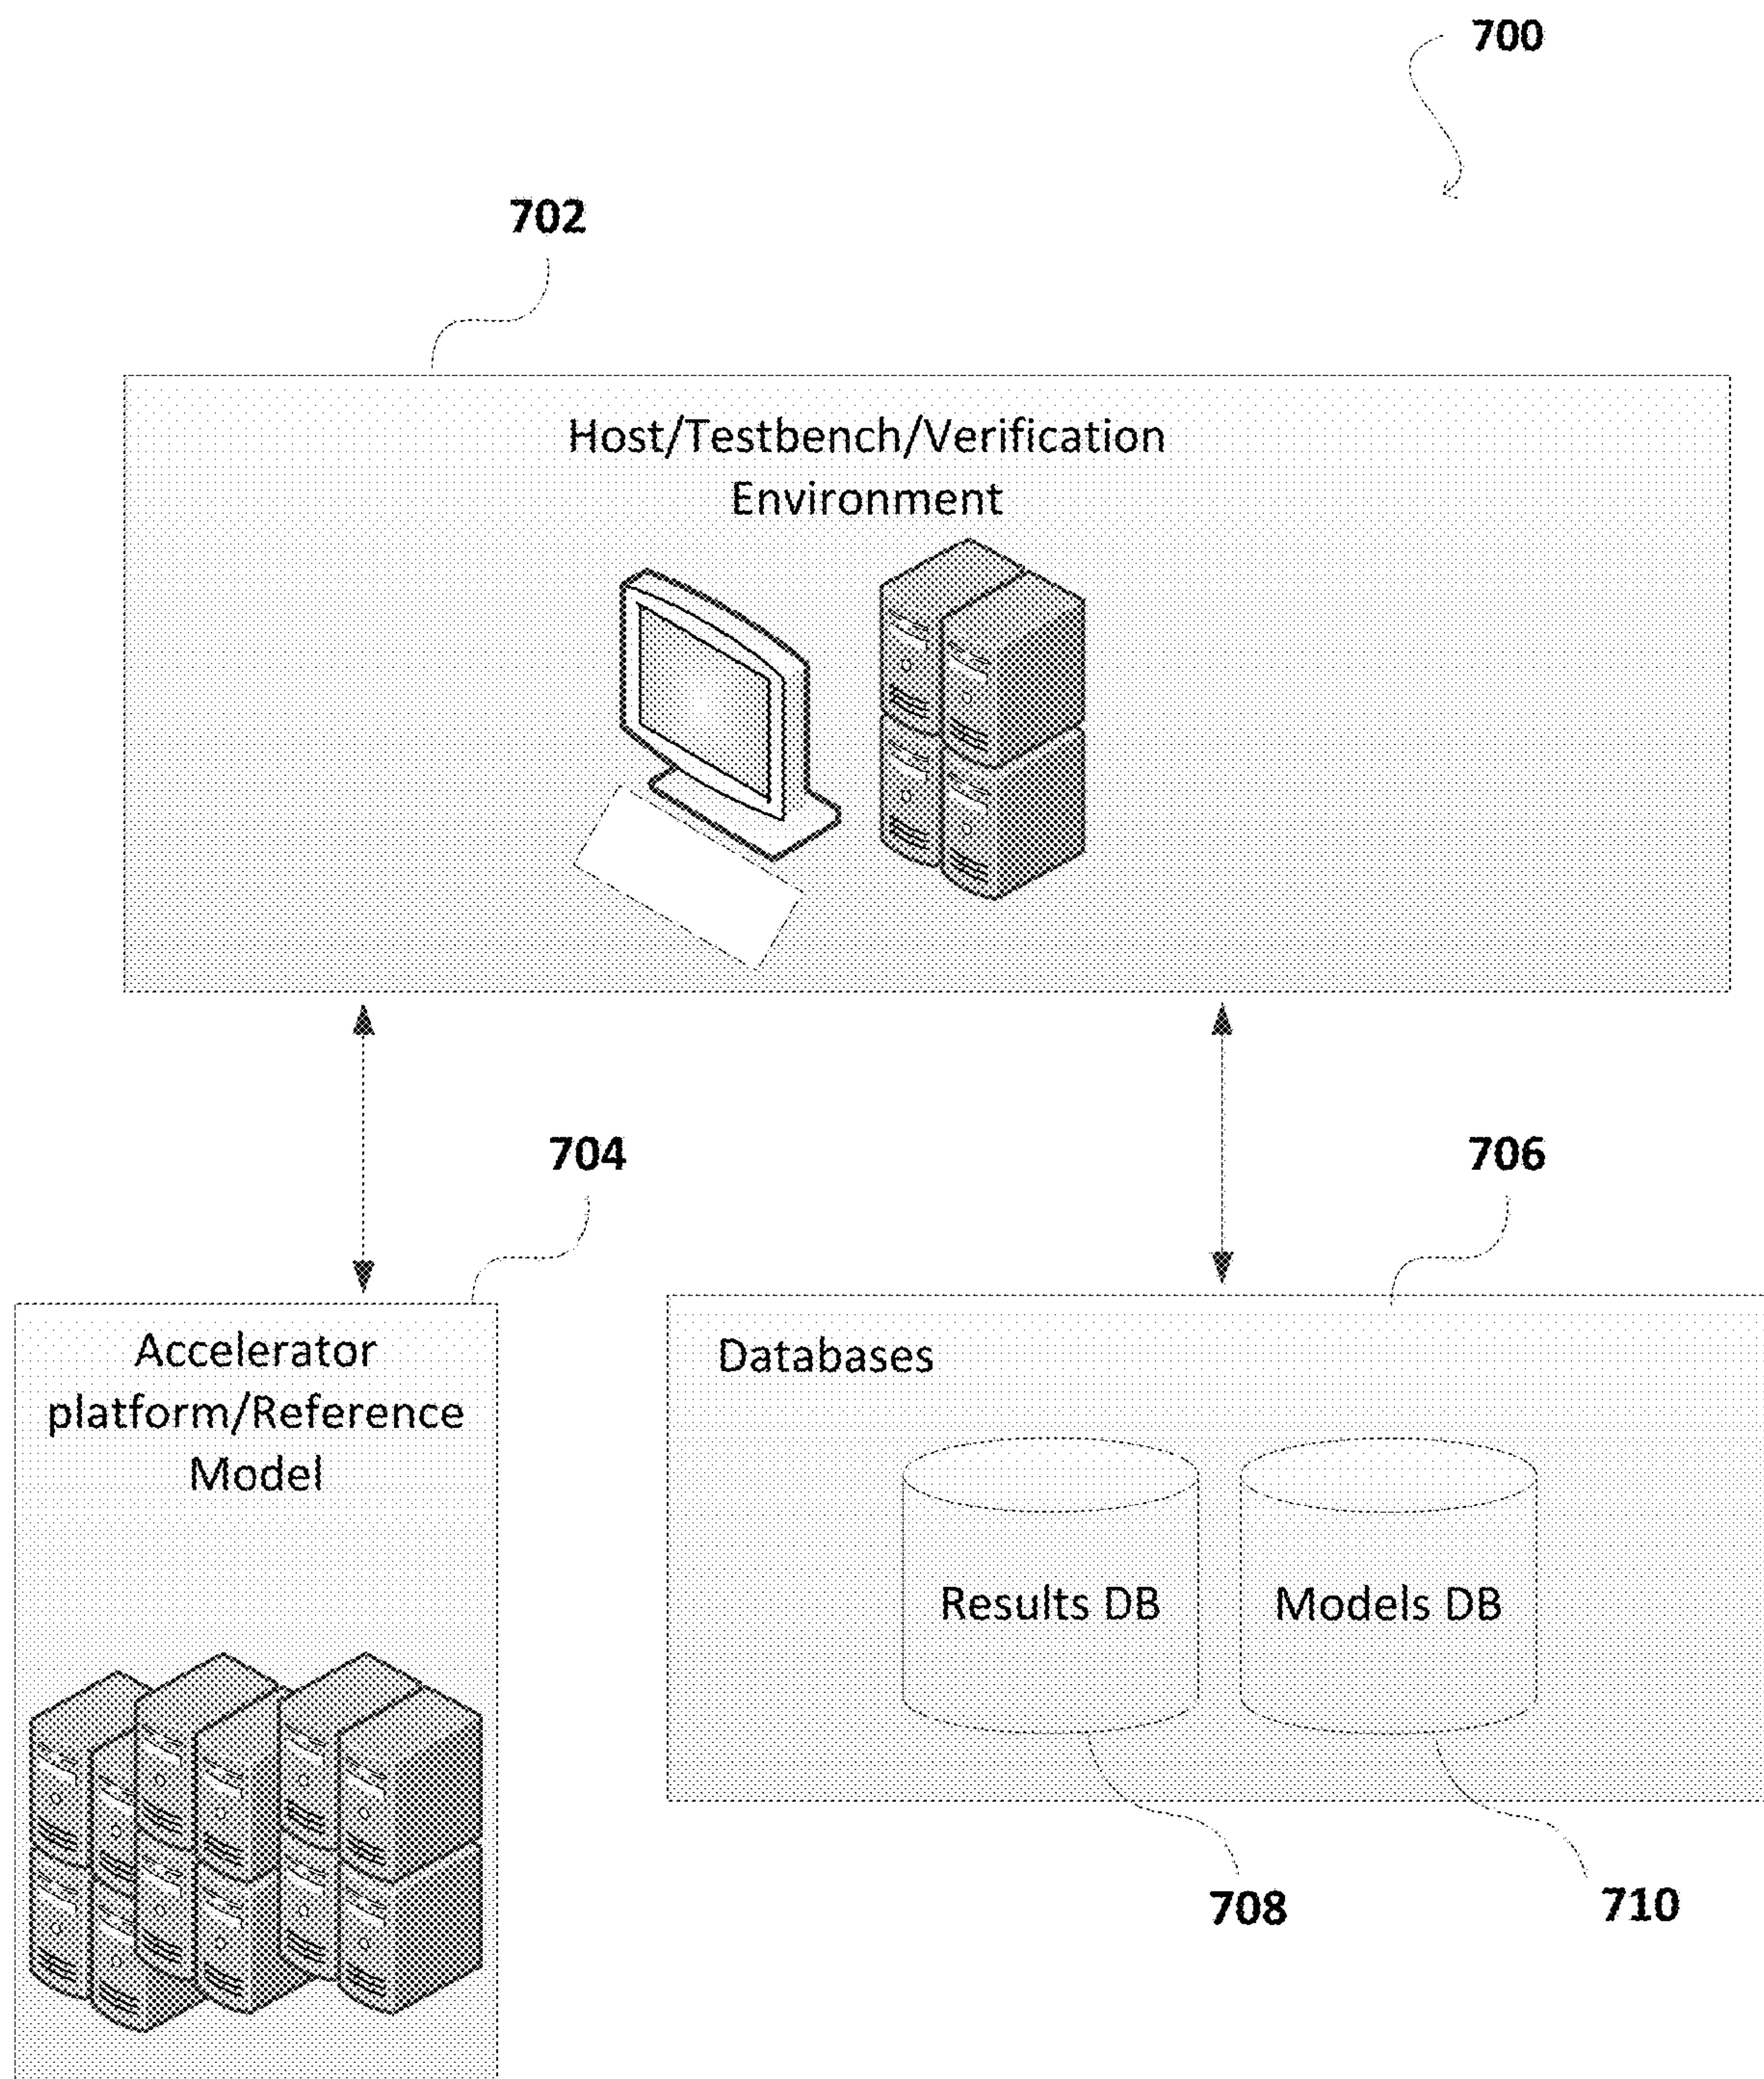 700
702
Host/Testbench/Verification
Environment
704
706
Accelerator
platform/Reference
Model
Databases
Results DB
Models DB
708
710